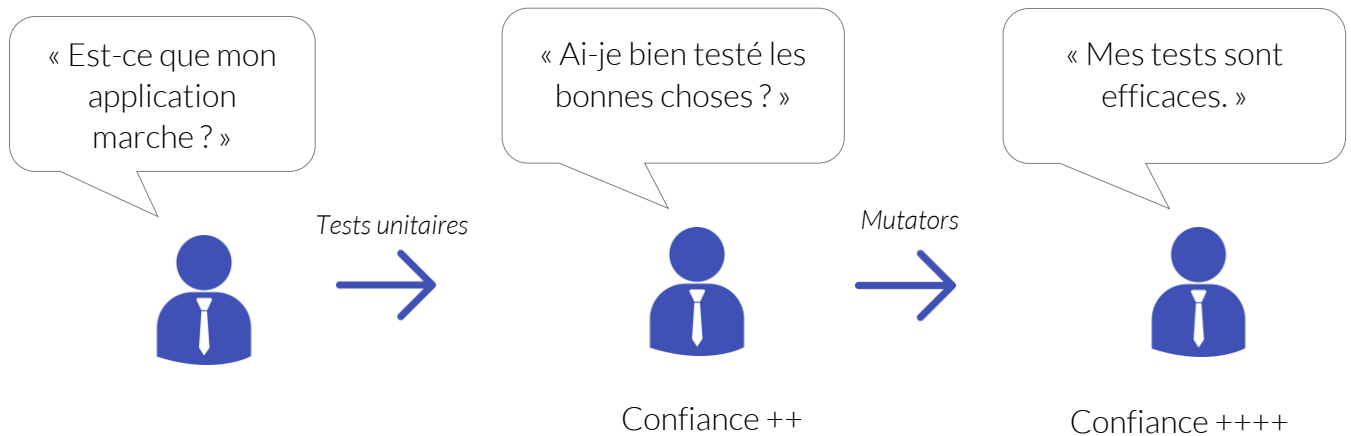 « Est-ce que mon
application
marche ? »
« Ai-je bien testé les
bonnes choses ? »
« Mes tests sont
efficaces. »
Tests unitaires
Mutators
Confiance ++
Confiance ++++